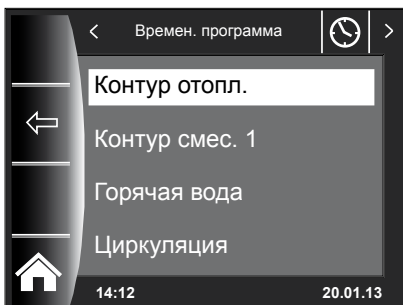 < Времен. программа >
Контур отопл.
Контур смес. 1
Горячая вода
Циркуляция
14:12 20.01.13